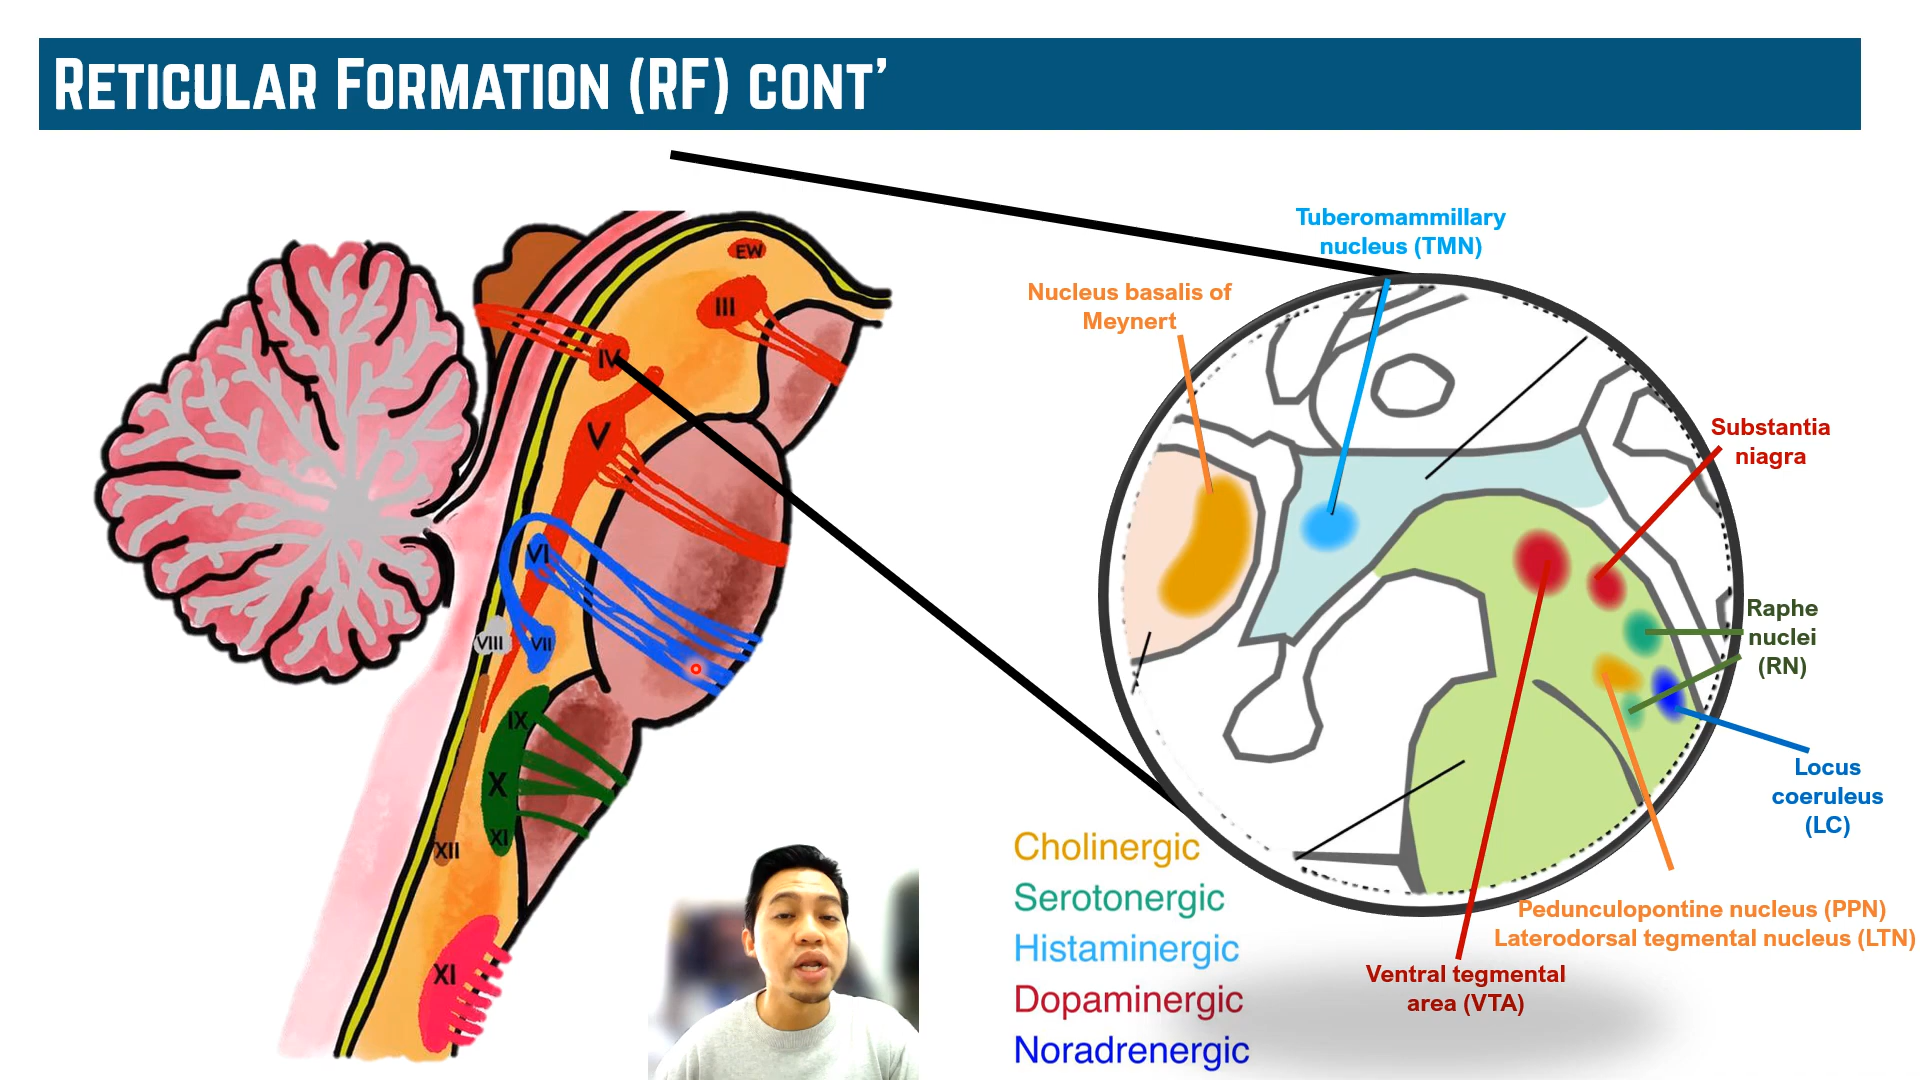 RETICULAR FORMATION (RF) CONT'
Tuberomammillary
nucleus (TMN)
Nucleus basalis of
Meynert
Substantia
niagra
Raphe
nuclei
(RN)
Locus
coeruleus
(LC)
Pedunculopontine nucleus (PPN)
Laterodorsal tegmental nucleus (LTN)
Ventral tegmental
area (VTA)
Cholinergic
Serotonergic
Histaminergic
Dopaminergic
Noradrenergic
EW
III
IV
V
VI
VIII
VII
IX
X
XI
XII
XI